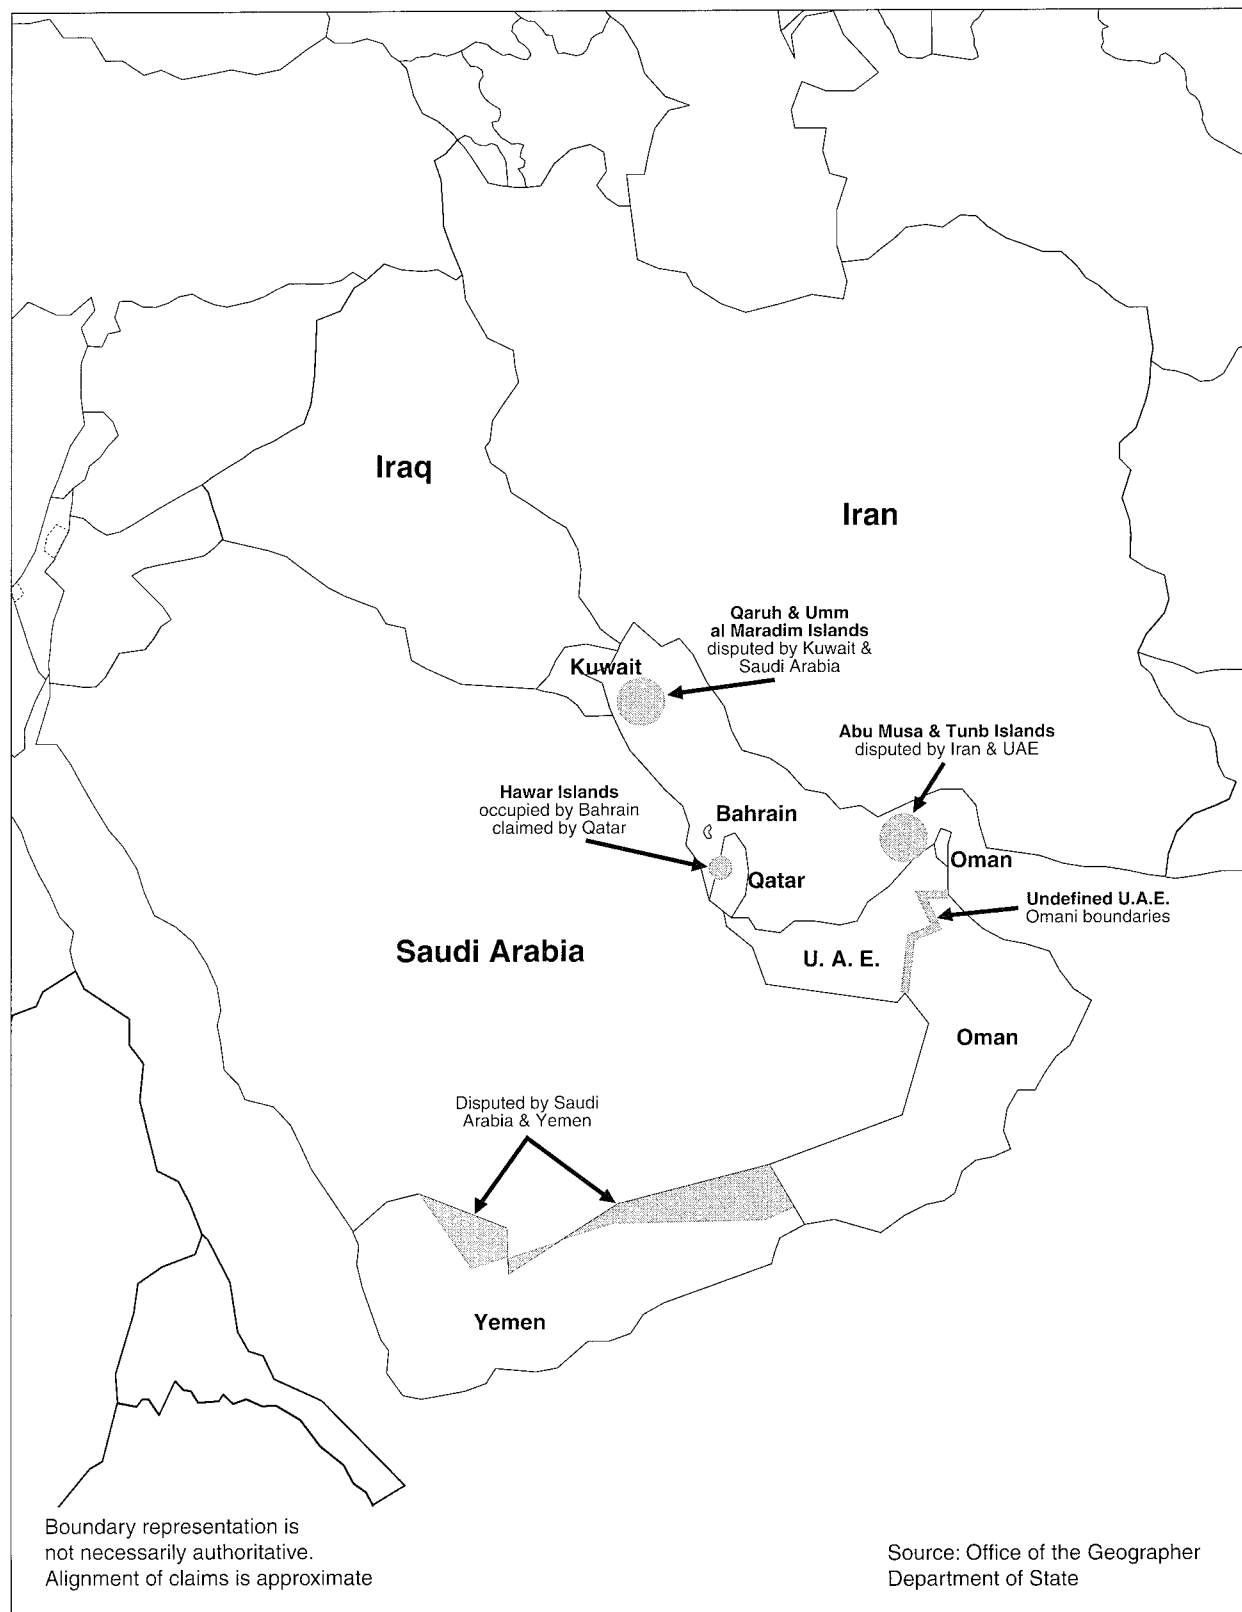 Iraq
Iran
Qaruh & Umm
al Maradim Islands
disputed by Kuwait &
Saudi Arabia
Kuwait
Abu Musa & Tunb Islands
disputed by Iran & UAE
Hawar Islands
occupied by Bahrain
claimed by Qatar
Bahrain
Oman
Qatar
Undefined U.A.E.
Omani boundaries
Saudi Arabia
U. A. E.
Oman
Disputed by Saudi
Arabia & Yemen
Yemen
Boundary representation is
not necessarily authoritative.
Alignment of claims is approximate
Source: Office of the Geographer
Department of State